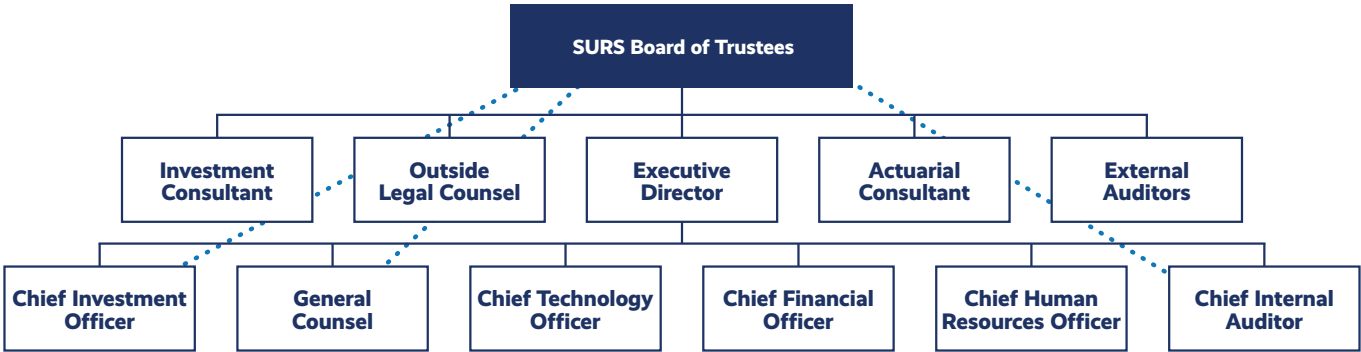 SURS Board of Trustees
Investment
Consultant
Outside
Legal Counsel
Executive
Director
Actuarial
Consultant
External
Auditors
Chief Investment
Officer
General
Counsel
Chief Technology
Officer
Chief Financial
Officer
Chief Human
Resources Officer
Chief Internal
Auditor